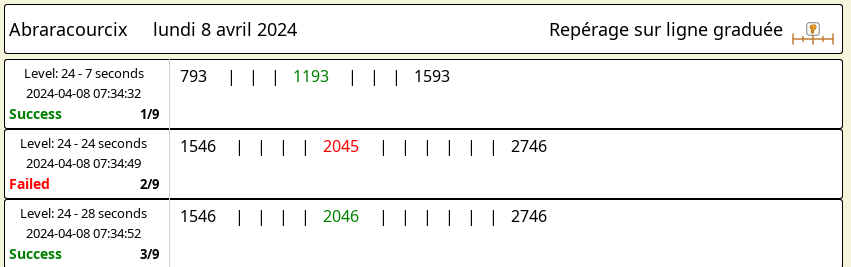 Abraracourcix lundi 8 avril 2024 Repérage sur ligne graduée
Level: 24 - 7 seconds
2024-04-08 07:34:32
Success 1/9
793 | | | 1193 | | | 1593
Level: 24 - 24 seconds
2024-04-08 07:34:49
Failed 2/9
1546 | | | | 2045 | | | | | | 2746
Level: 24 - 28 seconds
2024-04-08 07:34:52
Success 3/9
1546 | | | | 2046 | | | | | | 2746